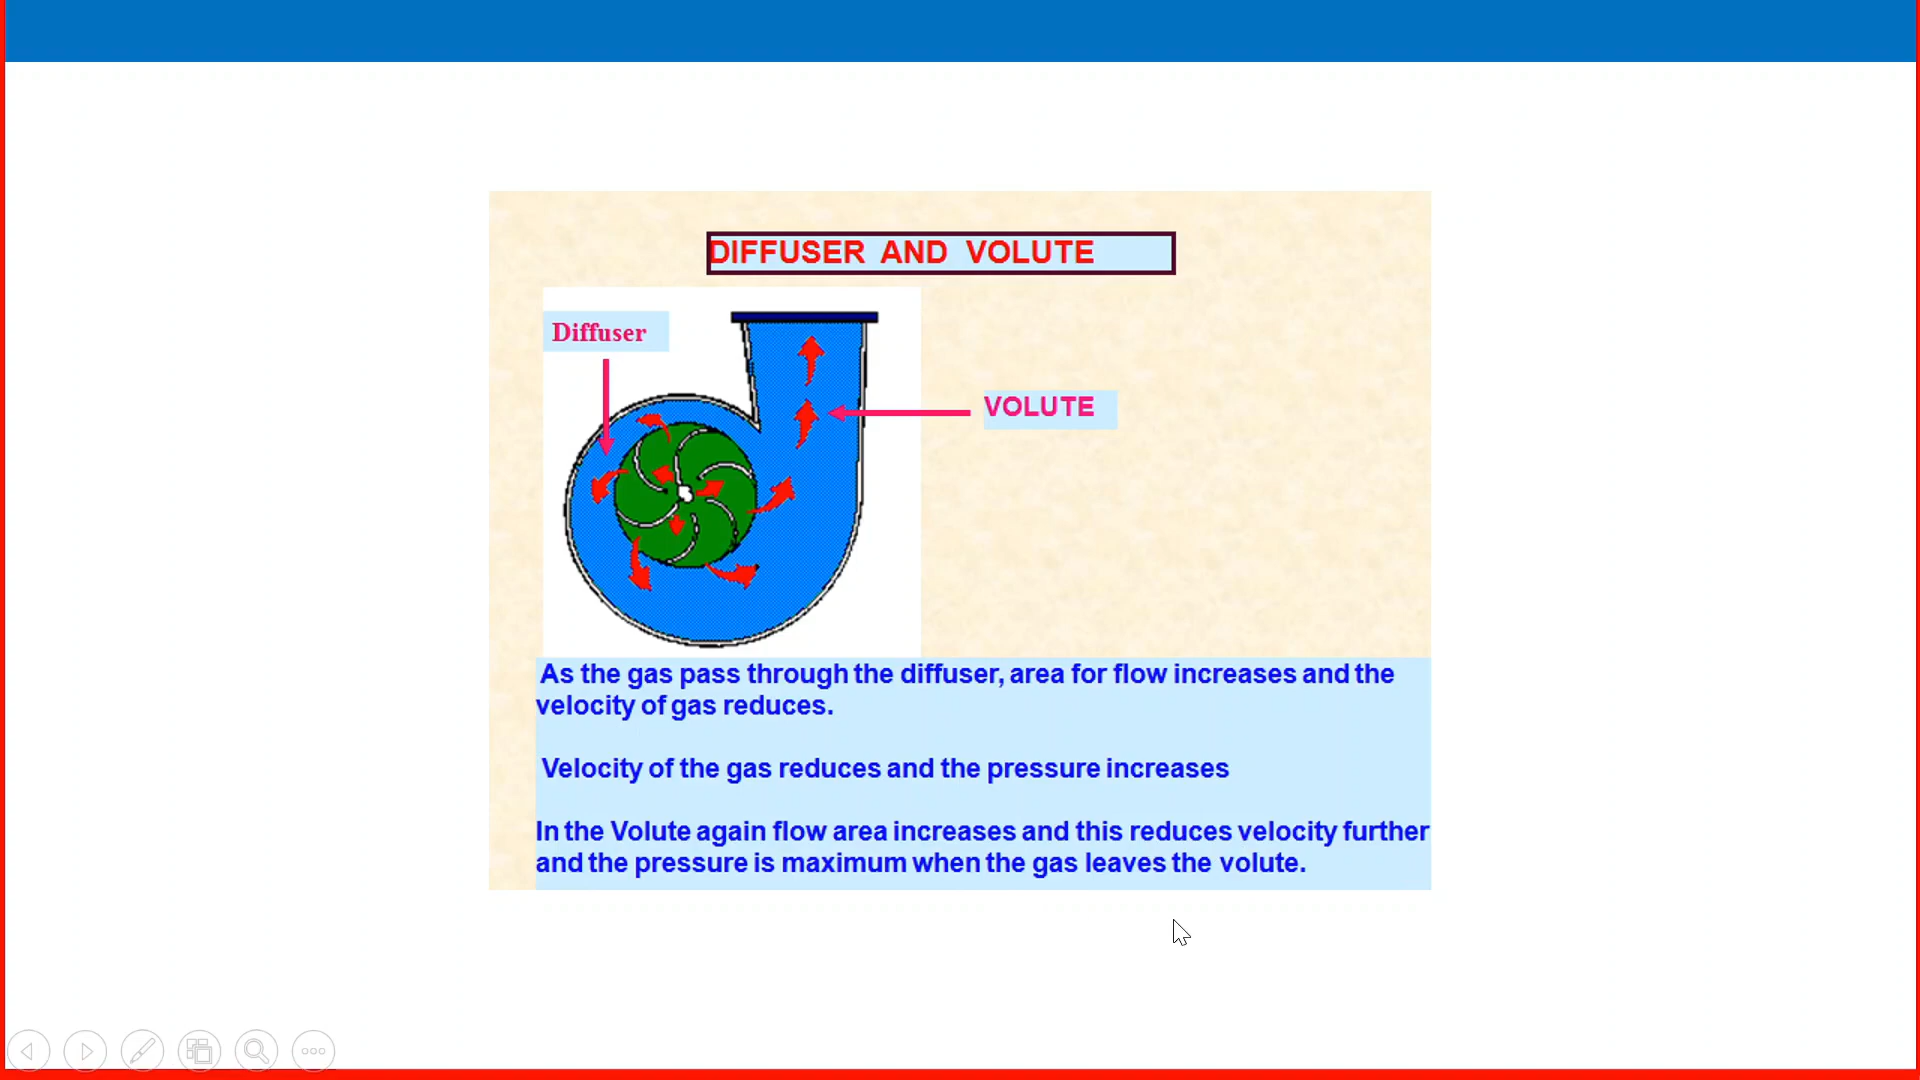 DIFFUSER AND VOLUTE
Diffuser
VOLUTE
As the gas pass through the diffuser, area for flow increases and the
velocity of gas reduces.
Velocity of the gas reduces and the pressure increases
In the Volute again flow area increases and this reduces velocity further
and the pressure is maximum when the gas leaves the volute.